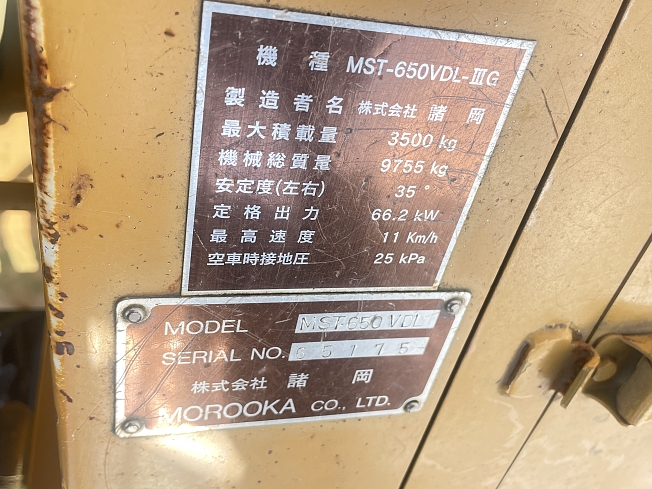 機種 MST-650VDL-ⅢG
製造者名 株式会社 諸岡
最大積載量 3500 kg
機械総質量 9755 kg
安定度(左右) 35 °
定格出力 66.2 kW
最高速度 11 Km/h
空車時接地圧 25 kPa
MODEL MST-650 VDL
SERIAL NO. 65175
株式会社 諸岡
MOROOKA CO., LTD.